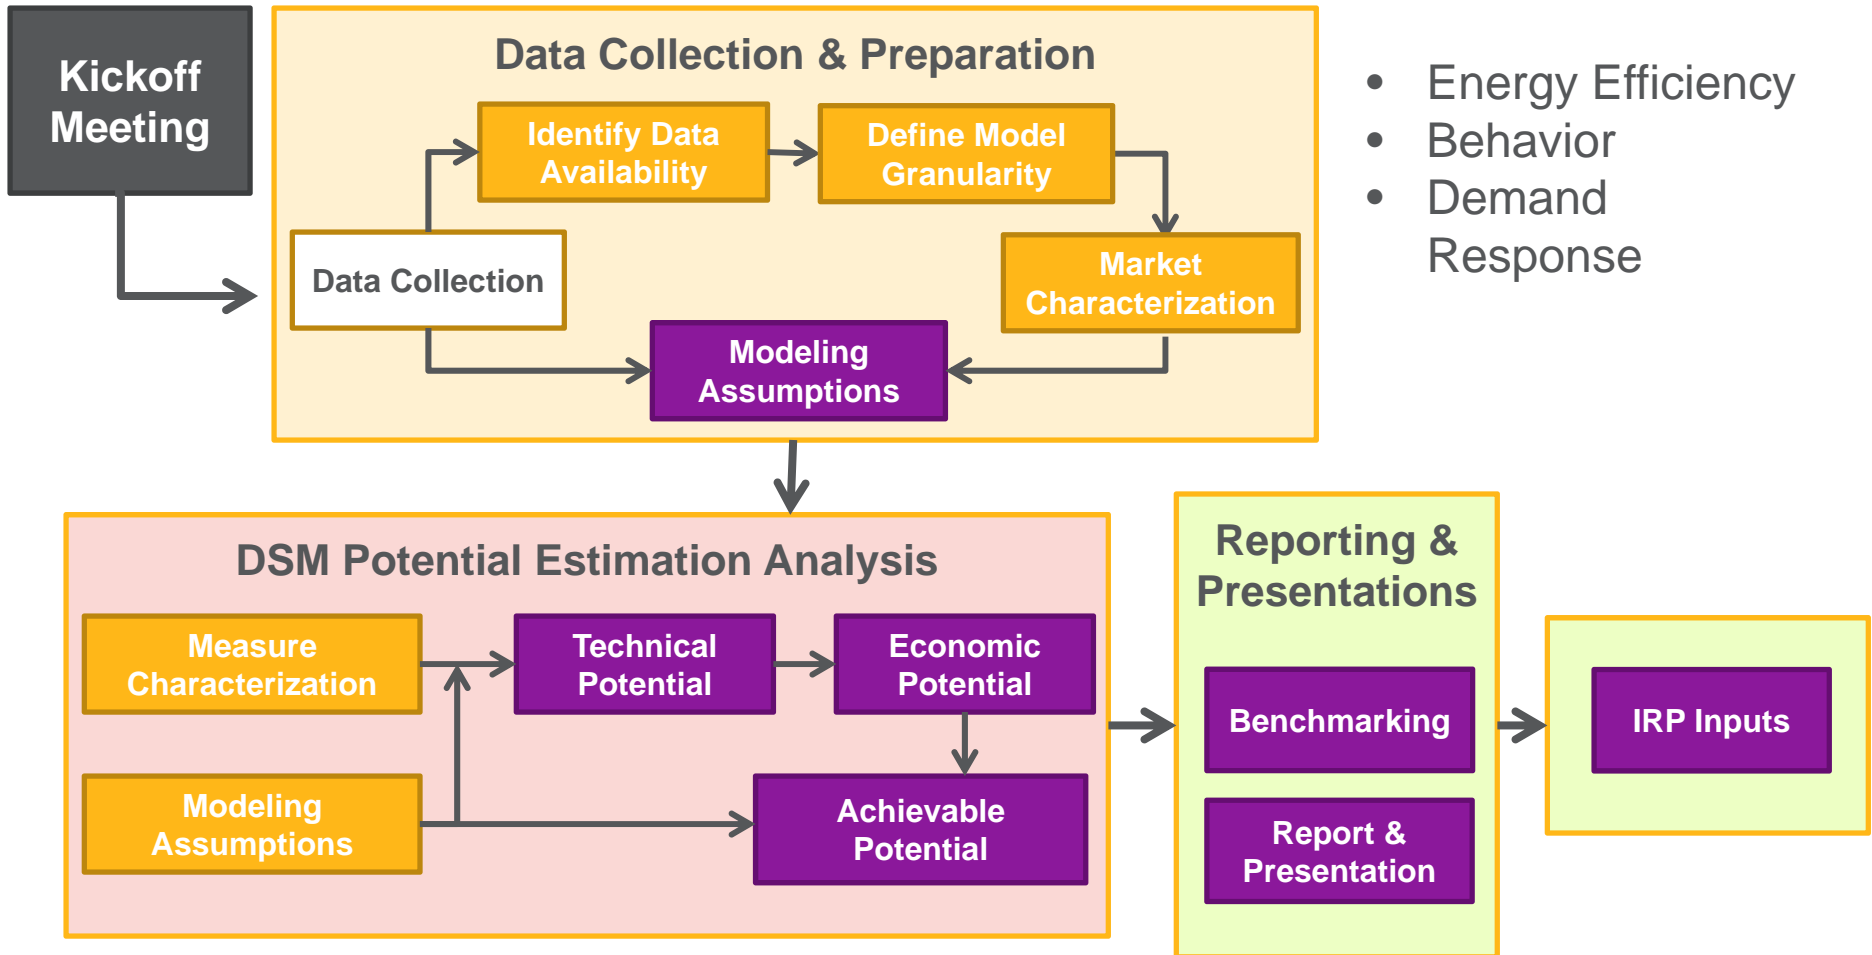 Kickoff
Meeting
Data Collection & Preparation
Identify Data
Availability
Define Model
Granularity
Data Collection
Market
Characterization
Modeling
Assumptions
• Energy Efficiency
• Behavior
• Demand
Response
DSM Potential Estimation Analysis
Measure
Characterization
Technical
Potential
Economic
Potential
Modeling
Assumptions
Achievable
Potential
Reporting &
Presentations
Benchmarking
Report &
Presentation
IRP Inputs